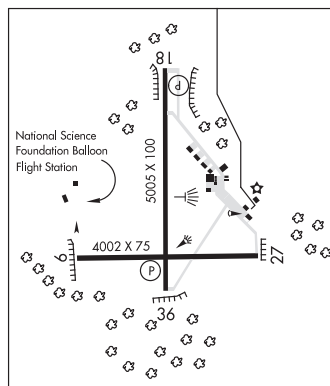 18
P
National Science
Foundation Balloon
Flight Station
5005 X 100
4002 X 75
9
P
27
36